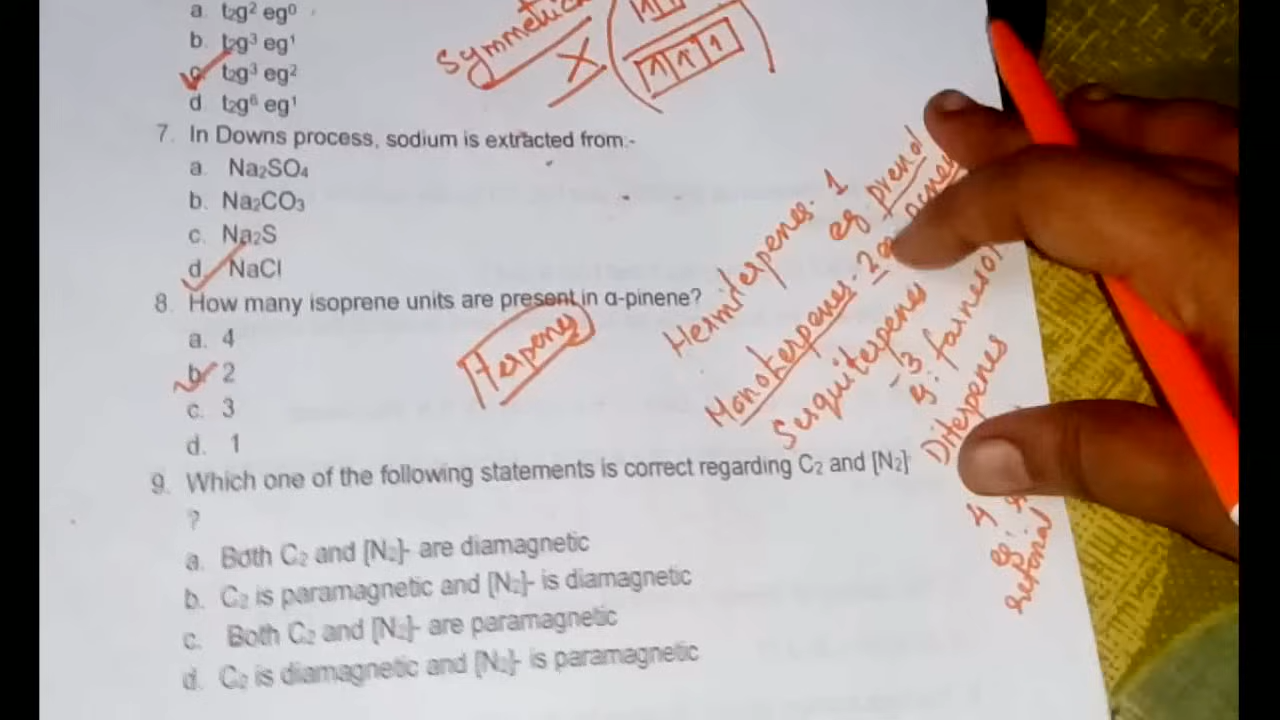 a. t₂g² eg⁰
b. t₂g³ eg¹
c. t₂g³ eg²
d. t₂g⁶ eg¹
Symmetric
7. In Downs process, sodium is extracted from:-
a. Na₂SO₄
b. Na₂CO₃
c. Na₂S
d. NaCl
8. How many isoprene units are present in α-pinene?
a. 4
b. 2
c. 3
d. 1
Terpenes
Hemiterpenes - 1
eg prenol
Monoterpenes - 2
Sesquiterpenes
- 3
eg: farnesol
Diterpenes
4
eg:
retonal
9. Which one of the following statements is correct regarding C₂ and [N₂]-
?
a. Both C₂ and [N₂]- are diamagnetic
b. C₂ is paramagnetic and [N₂]- is diamagnetic
c. Both C₂ and [N₂]- are paramagnetic
d. C₂ is diamagnetic and [N₂]- is paramagnetic